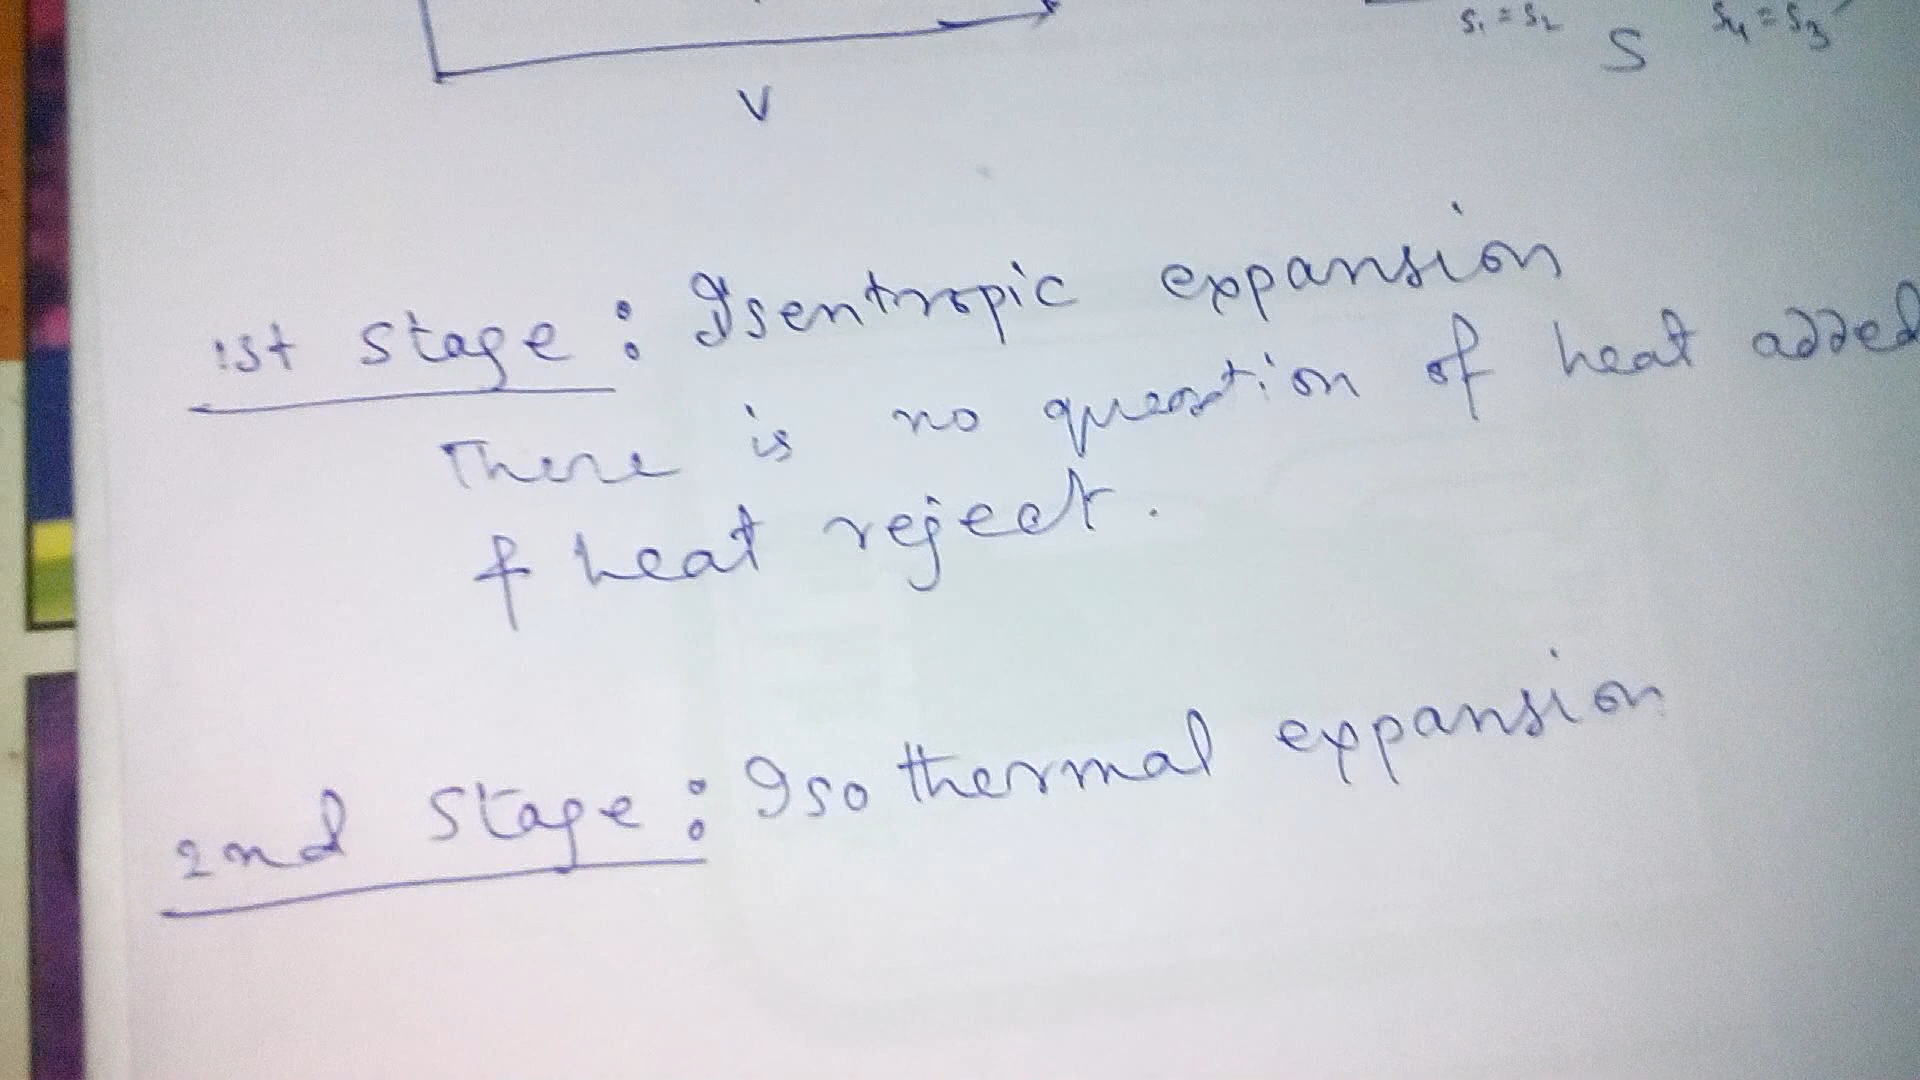 V
S₁ = S₂ S S₄ = S₃
1st stage : Isentropic expansion
There is no question of heat added
& heat reject.
2nd Stage : Isothermal expansion